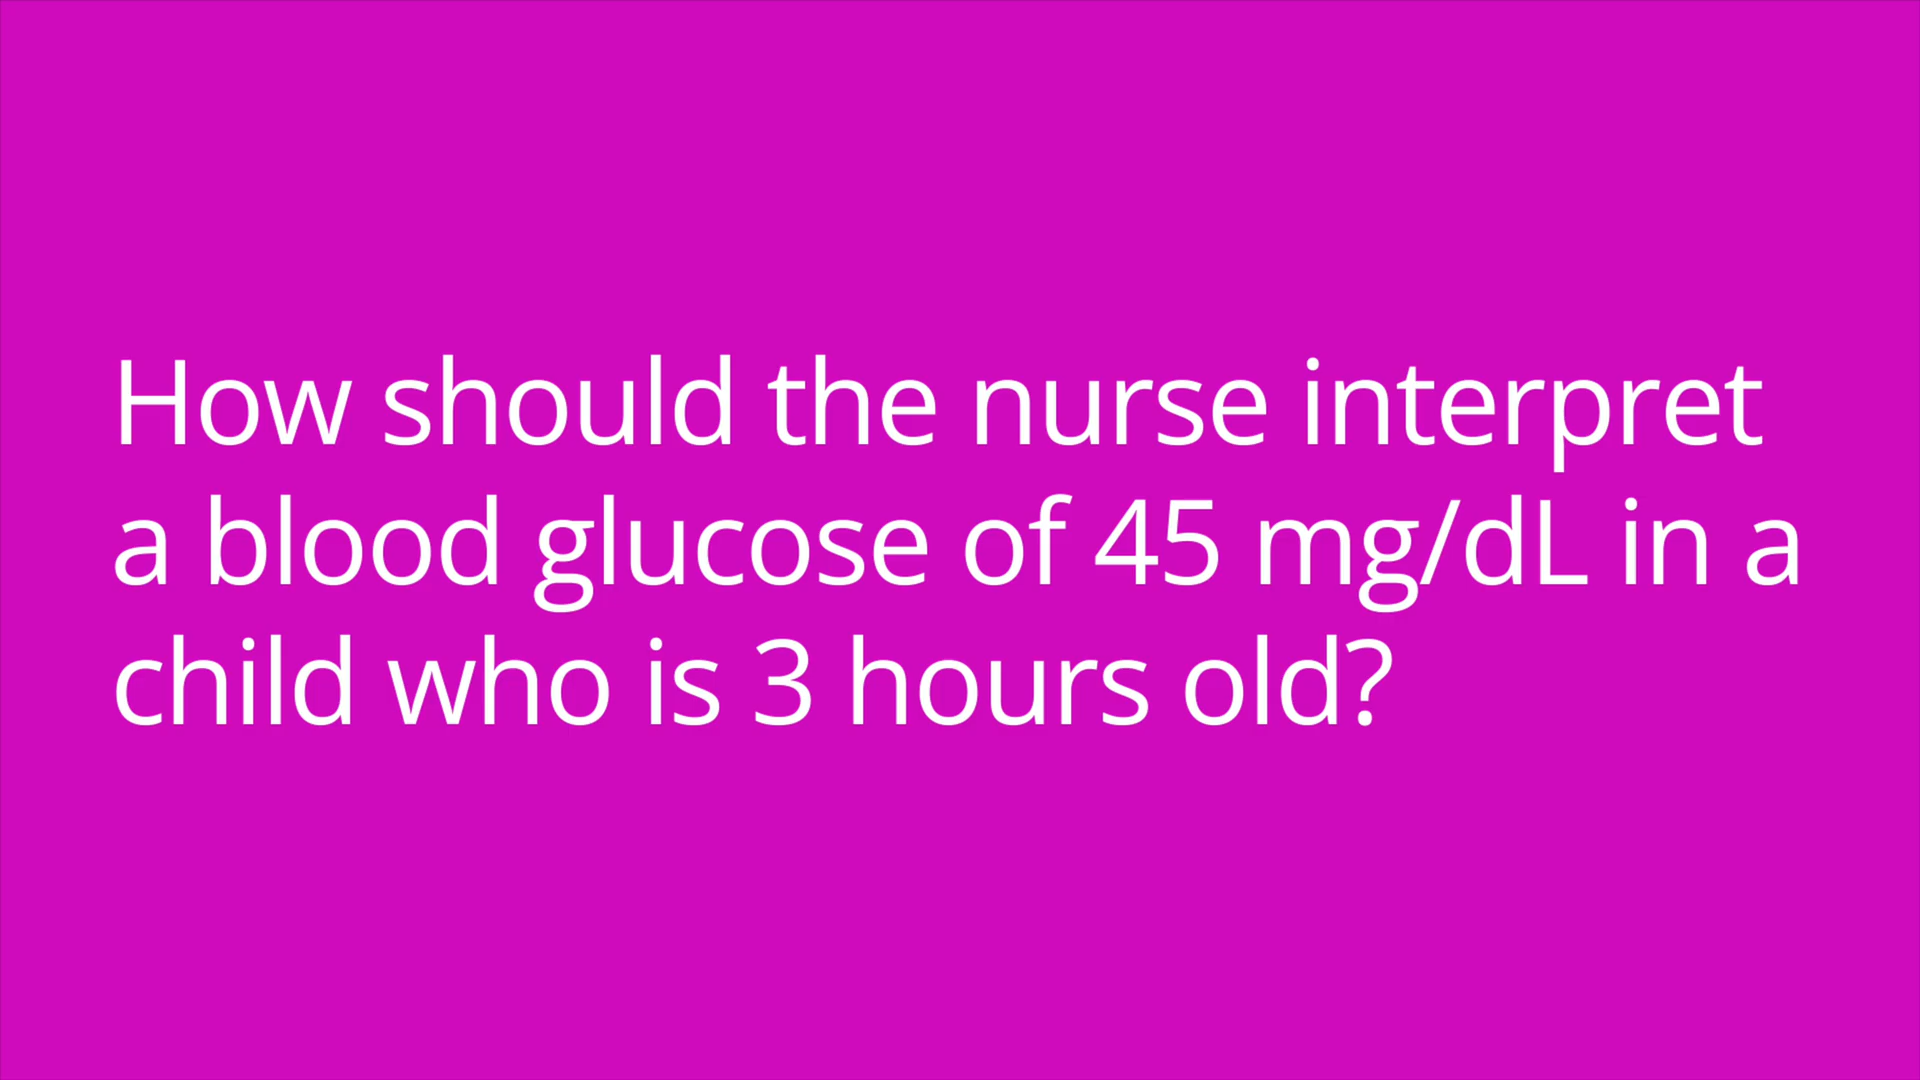 How should the nurse interpret
a blood glucose of 45 mg/dL in a
child who is 3 hours old?